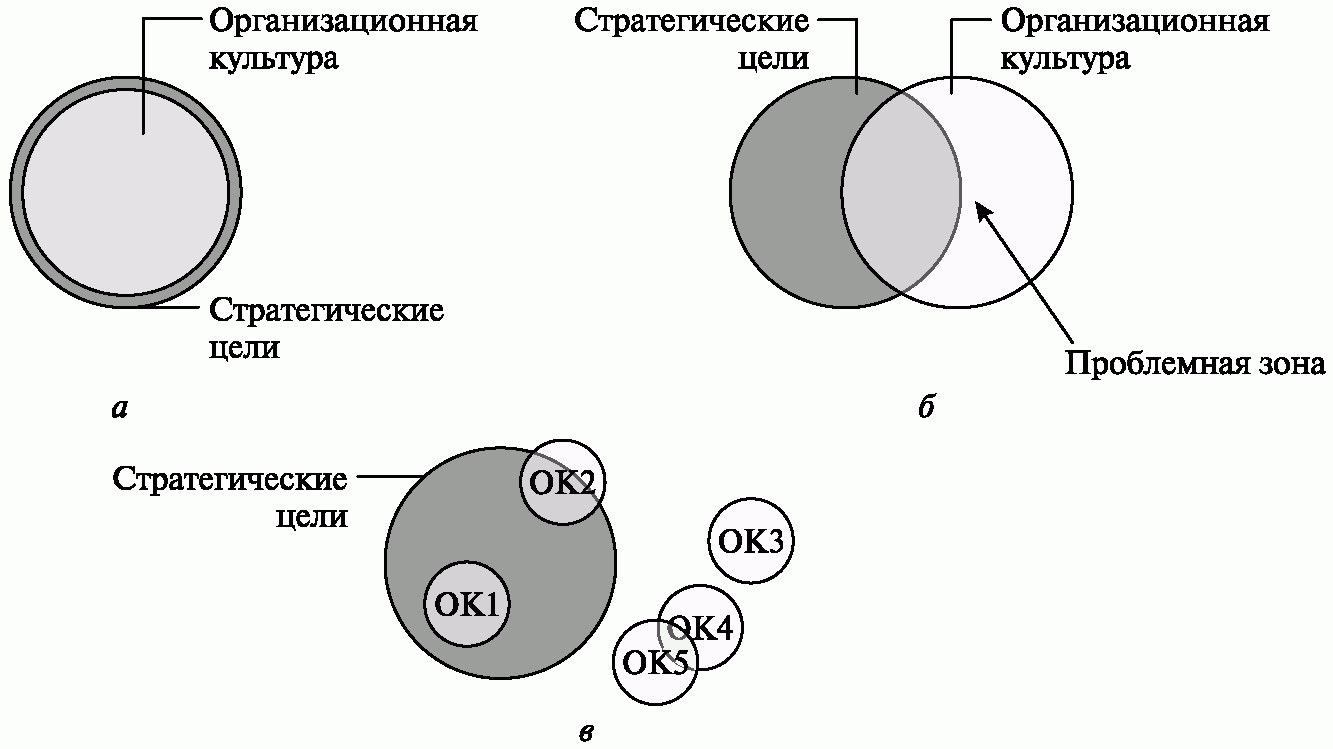 Организационная
культура
Стратегические
цели
а
Стратегические
цели
Организационная
культура
Проблемная зона
б
Стратегические
цели
ОК2
ОК1
ОК3
ОК4
ОК5
в